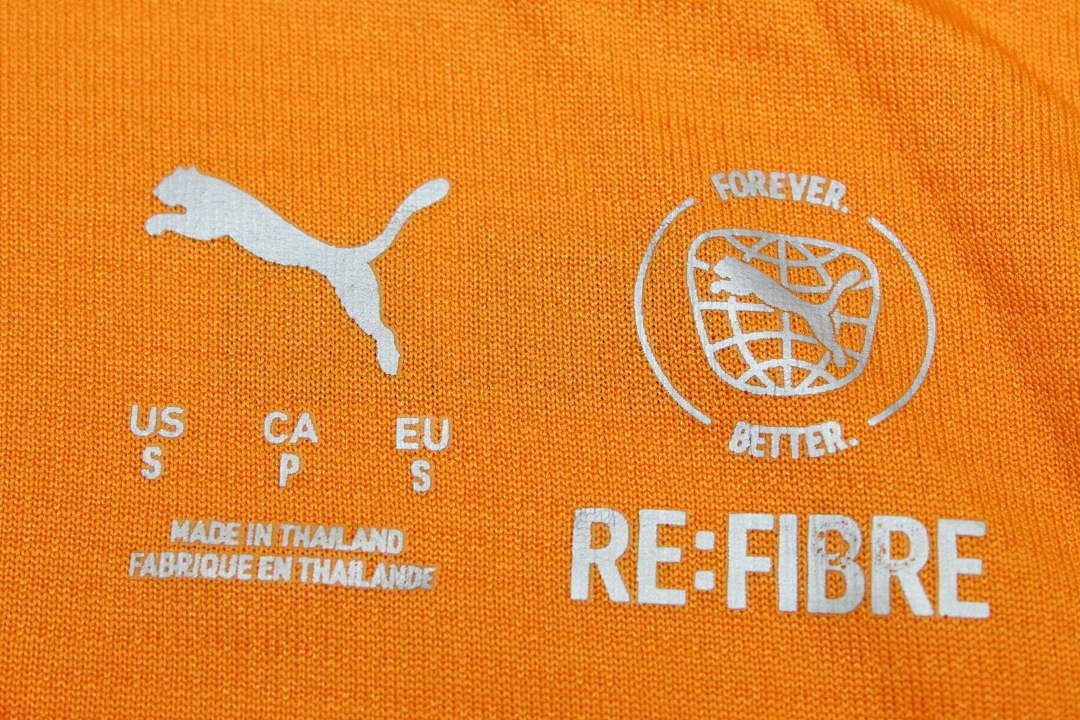 US CA EU
S P S
MADE IN THAILAND
FABRIQUE EN THAILANDE
FOREVER.
BETTER.
RE:FIBRE